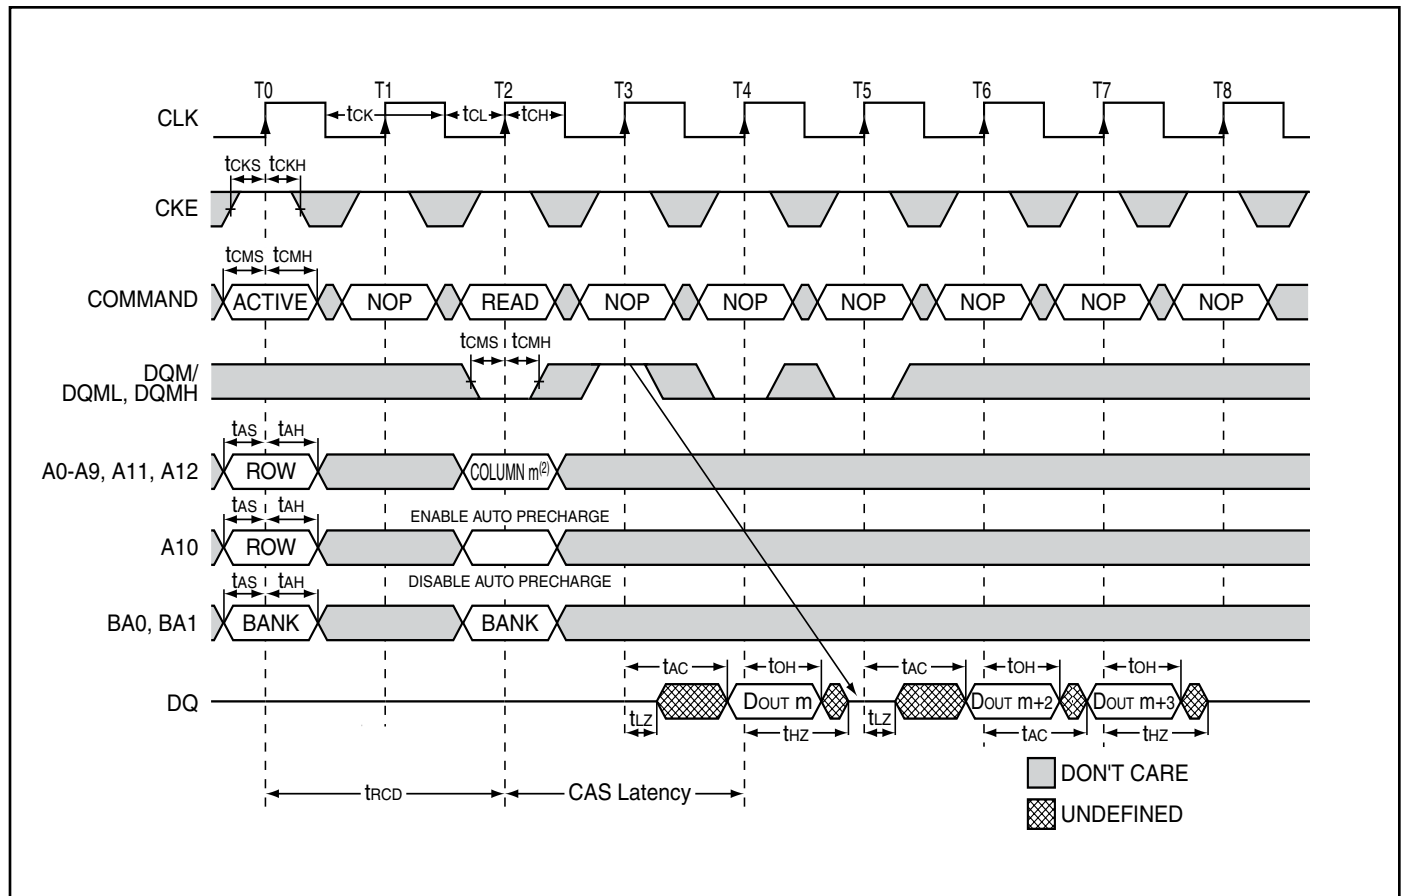 T0 T1 T2 T3 T4 T5 T6 T7 T8
CLK tCK tCL tCH
tCKS tCKH
CKE
tCMS tCMH
COMMAND ACTIVE NOP READ NOP NOP NOP NOP NOP NOP
tCMS tCMH
DQM/
DQML, DQMH
tAS tAH
A0-A9, A11, A12 ROW COLUMN m(2)
tAS tAH ENABLE AUTO PRECHARGE
A10 ROW
tAS tAH DISABLE AUTO PRECHARGE
BA0, BA1 BANK BANK
tAC tOH tAC tOH tOH
DQ DOUT m DOUT m+2 DOUT m+3
tLZ tHZ tLZ tAC tHZ
DON'T CARE
tRCD CAS Latency
UNDEFINED